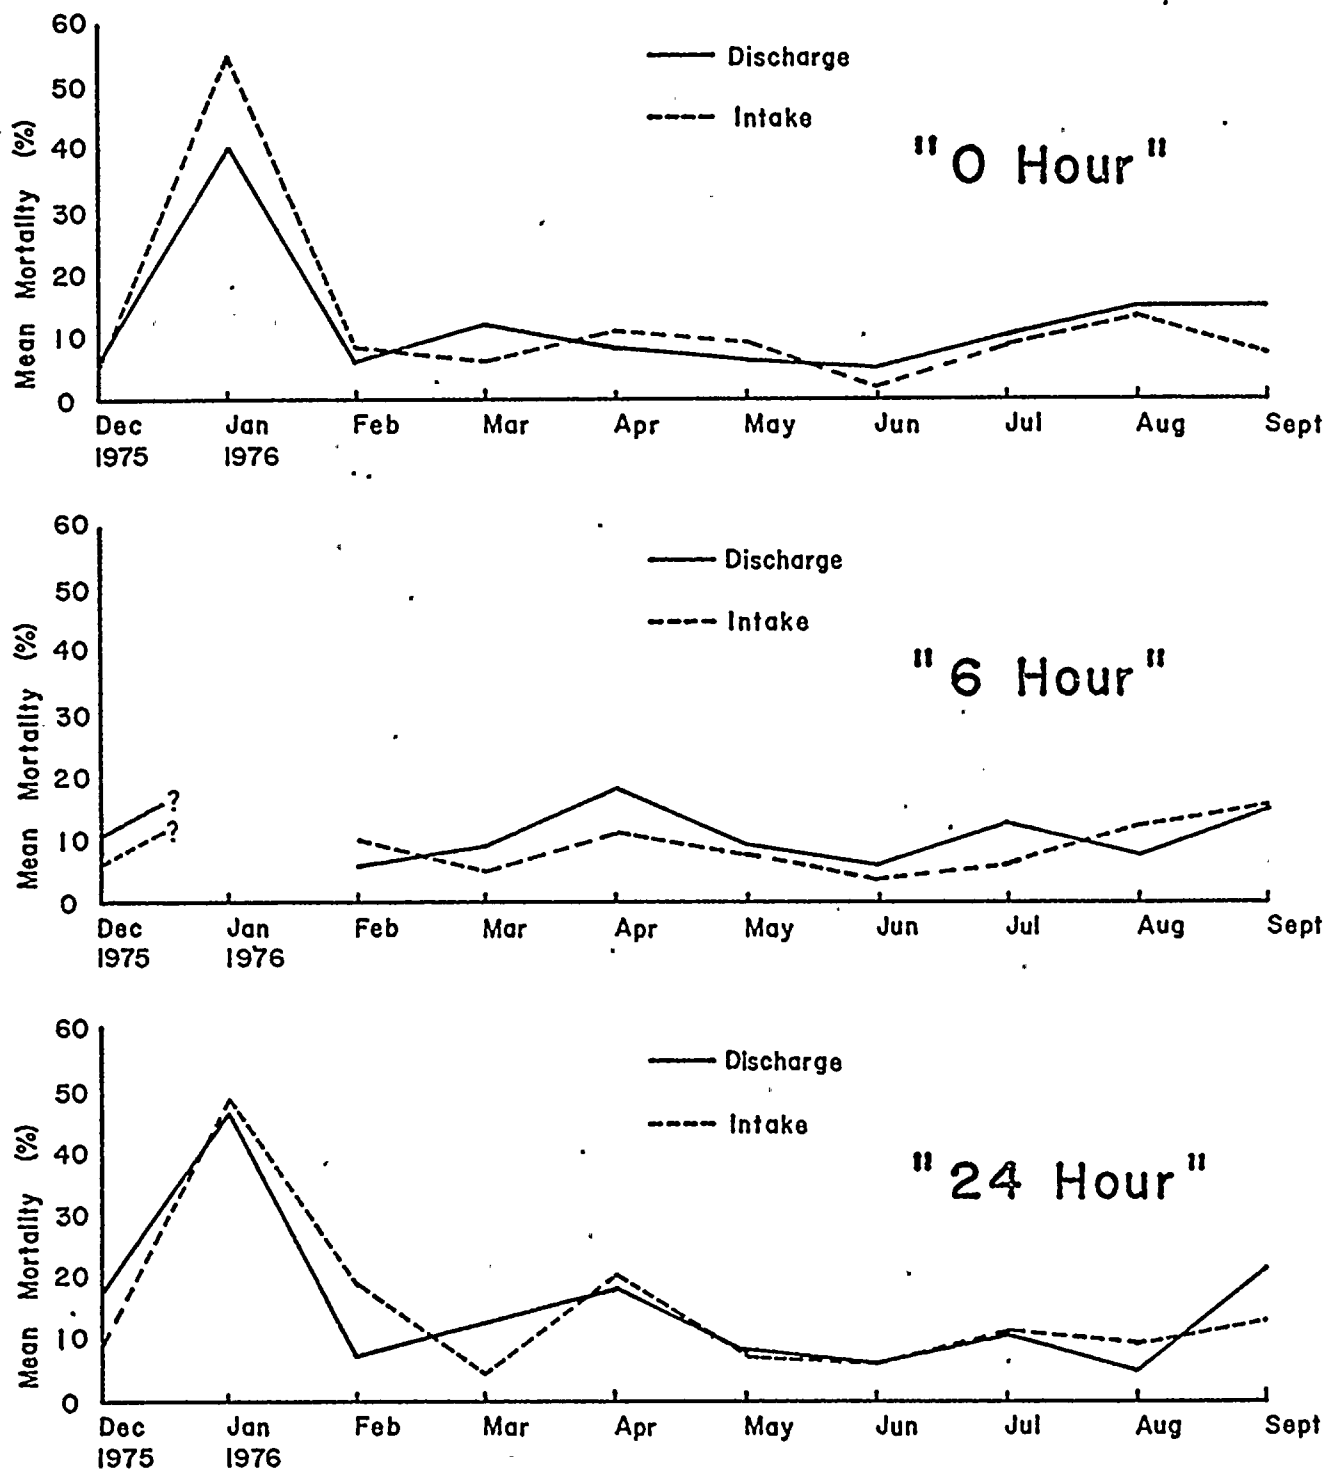 60
50
40
30
20
10
0
Mean Mortality (%)
Discharge
Intake
"0 Hour"
Dec Jan Feb Mar Apr May Jun Jul Aug Sept
1975 1976
60
50
40
30
20
10
0
Mean Mortality (%)
Discharge
Intake
"6 Hour"
?
?
Dec Jan Feb Mar Apr May Jun Jul Aug Sept
1975 1976
60
50
40
30
20
10
0
Mean Mortality (%)
Discharge
Intake
"24 Hour"
Dec Jan Feb Mar Apr May Jun Jul Aug Sept
1975 1976